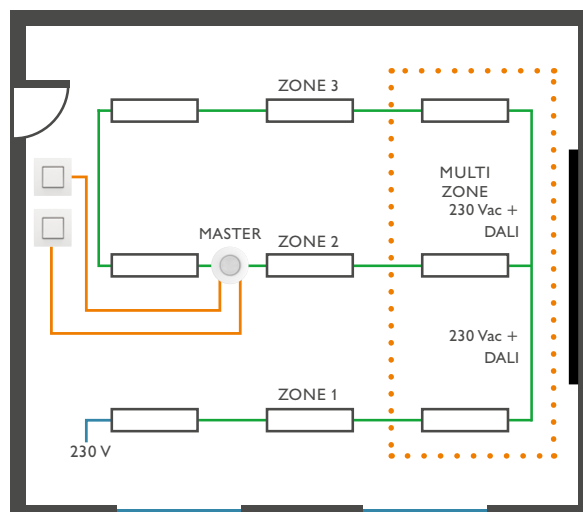 ZONE 3
MULTI
ZONE
230 Vac +
DALI
MASTER
ZONE 2
230 Vac +
DALI
ZONE 1
230 V